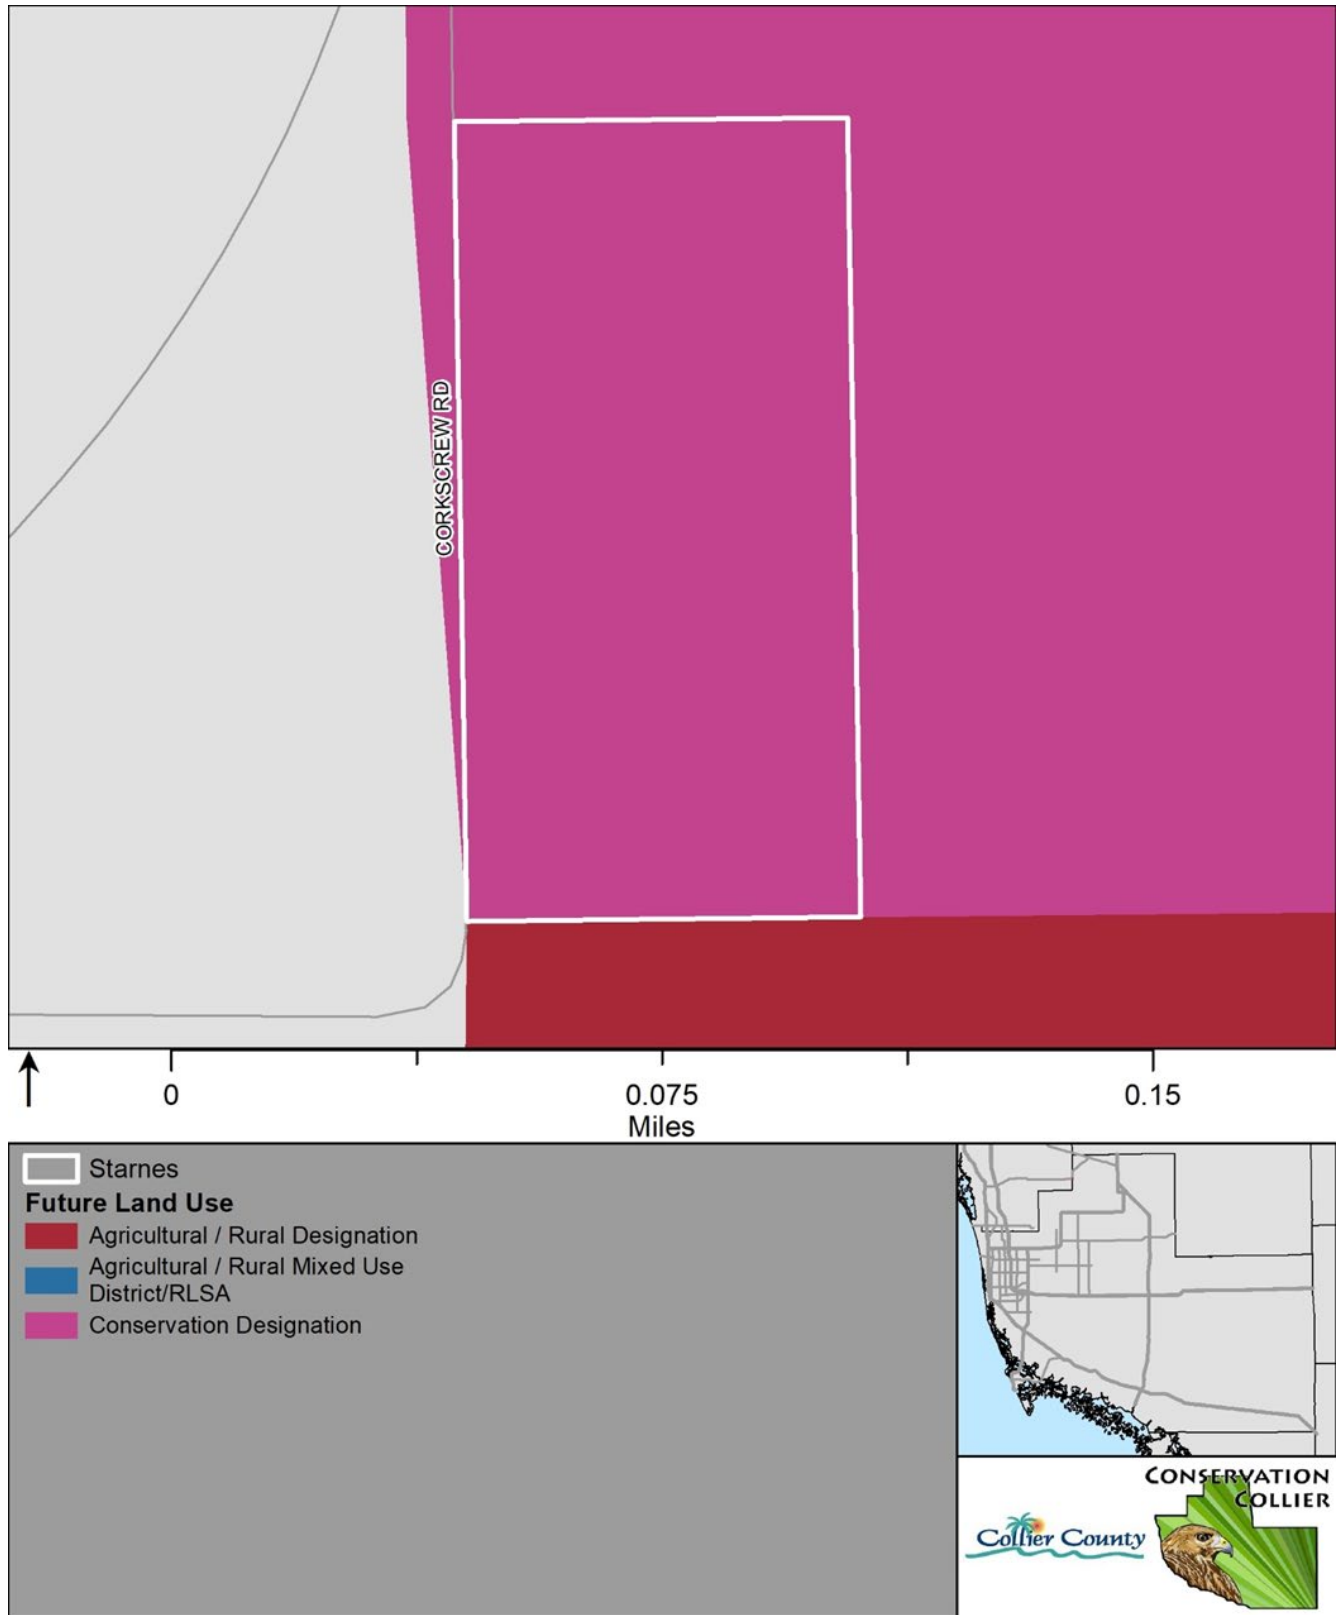 CORKSCREW RD
0
0.075
0.15
Miles
Starnes
Future Land Use
Agricultural / Rural Designation
Agricultural / Rural Mixed Use
District/RLSA
Conservation Designation
CONSERVATION
COLLIER
Collier County